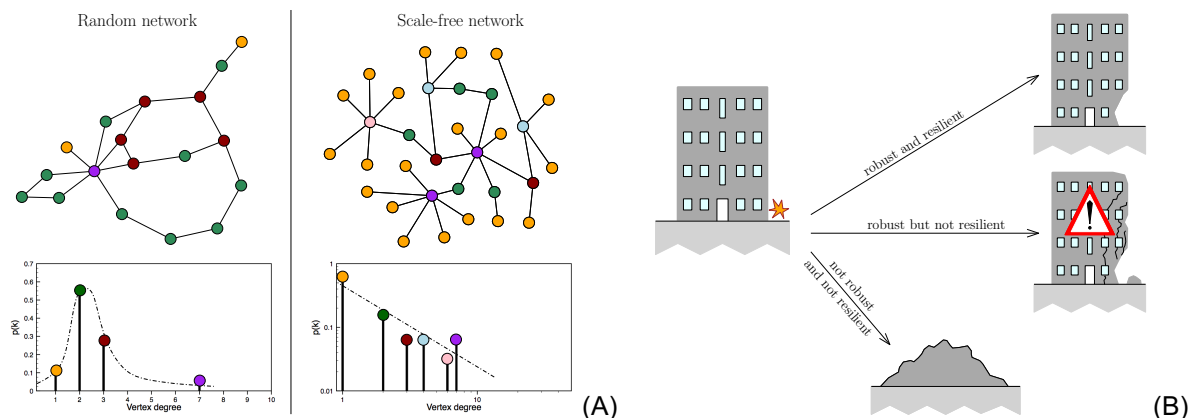 Random network
Scale-free network
0.7
0.6
0.5
0.4
0.3
0.2
0.1
0
p(k)
0 1 2 3 4 5 6 7 8 9 10
Vertex degree
1
0.1
0.01
p(k)
1 10
Vertex degree
(A)
robust and resilient
robust but not resilient
!
not robust
and not resilient
(B)